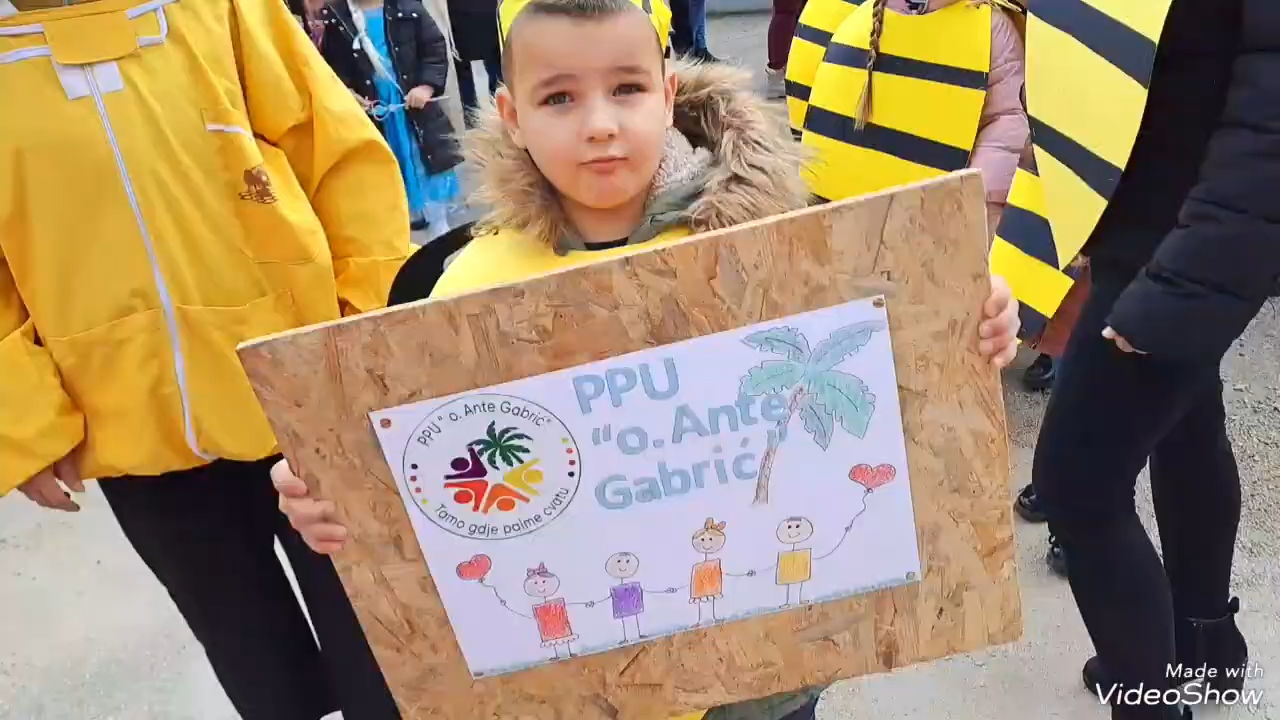 PPU " o. Ante Gabrić"
Tamo gdje palme cvatu
PPU
"o. Ante
Gabrić"
Made with
VideoShow